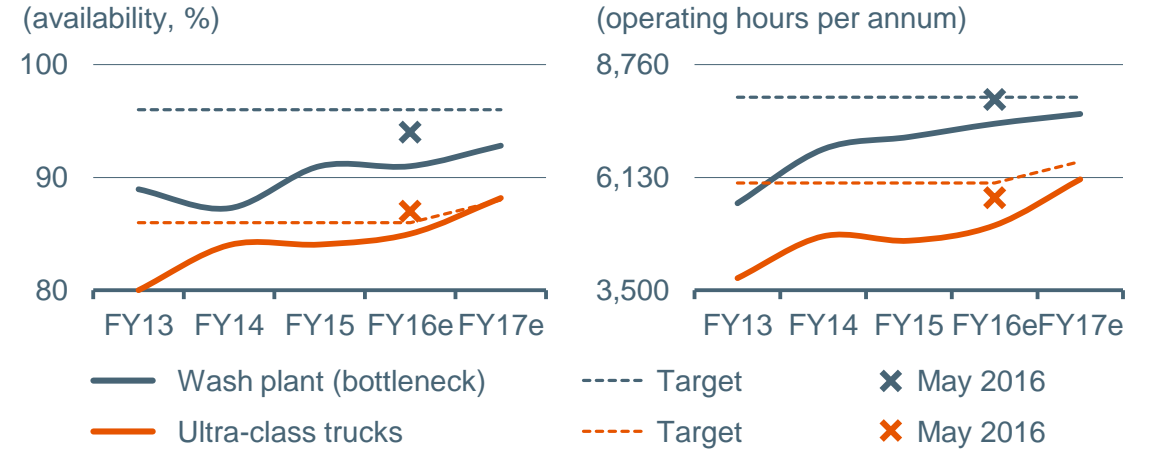 (availability, %)
100
90
80
FY13 FY14 FY15 FY16e FY17e
(operating hours per annum)
8,760
6,130
3,500
FY13 FY14 FY15 FY16e FY17e
Wash plant (bottleneck) Target May 2016
Ultra-class trucks Target May 2016